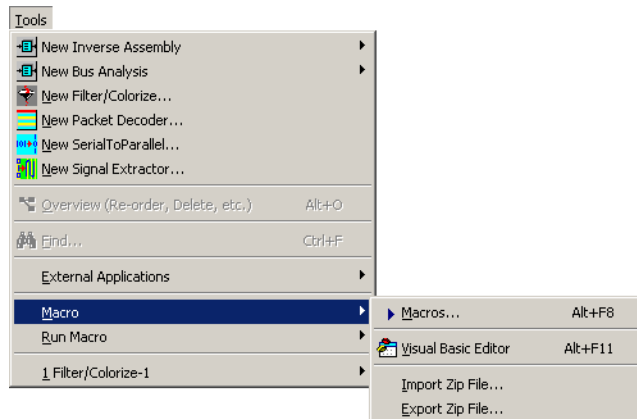 Tools
New Inverse Assembly
New Bus Analysis
New Filter/Colorize...
New Packet Decoder...
New SerialToParallel...
New Signal Extractor...
Overview (Re-order, Delete, etc.) Alt+O
Find... Ctrl+F
External Applications
Macro
Macros... Alt+F8
Run Macro
Visual Basic Editor Alt+F11
1 Filter/Colorize-1
Import Zip File...
Export Zip File...